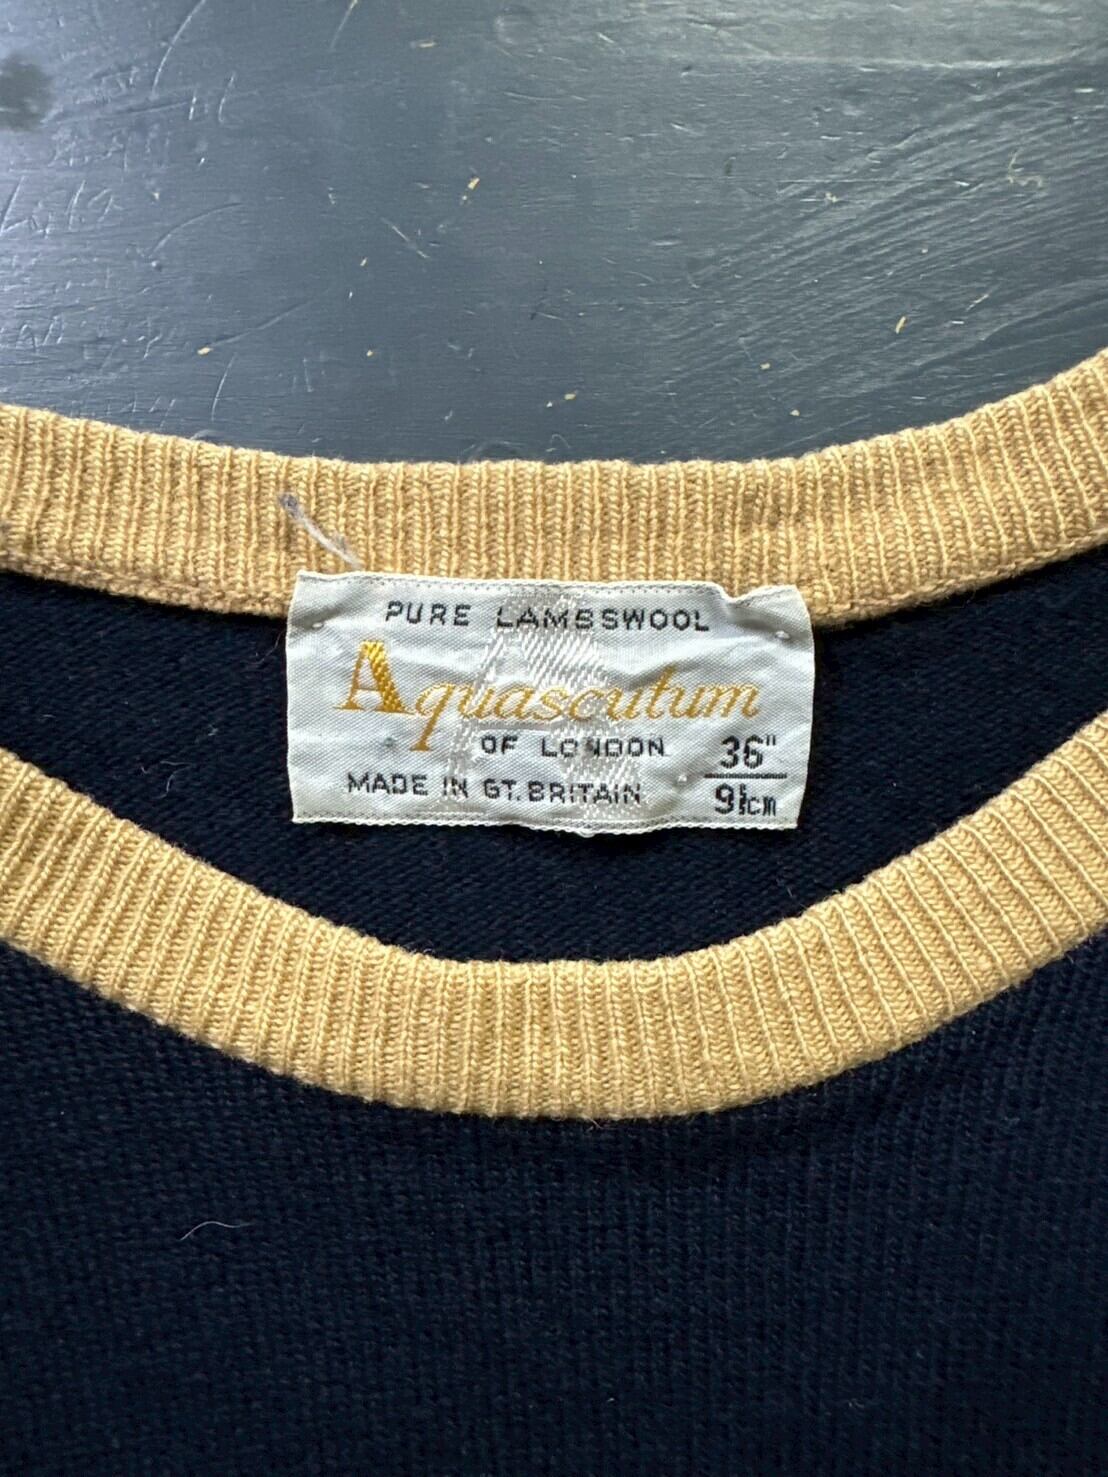 PURE LAMBSWOOL
Aquascutum
OF LONDON
MADE IN GT. BRITAIN
36"
91cm